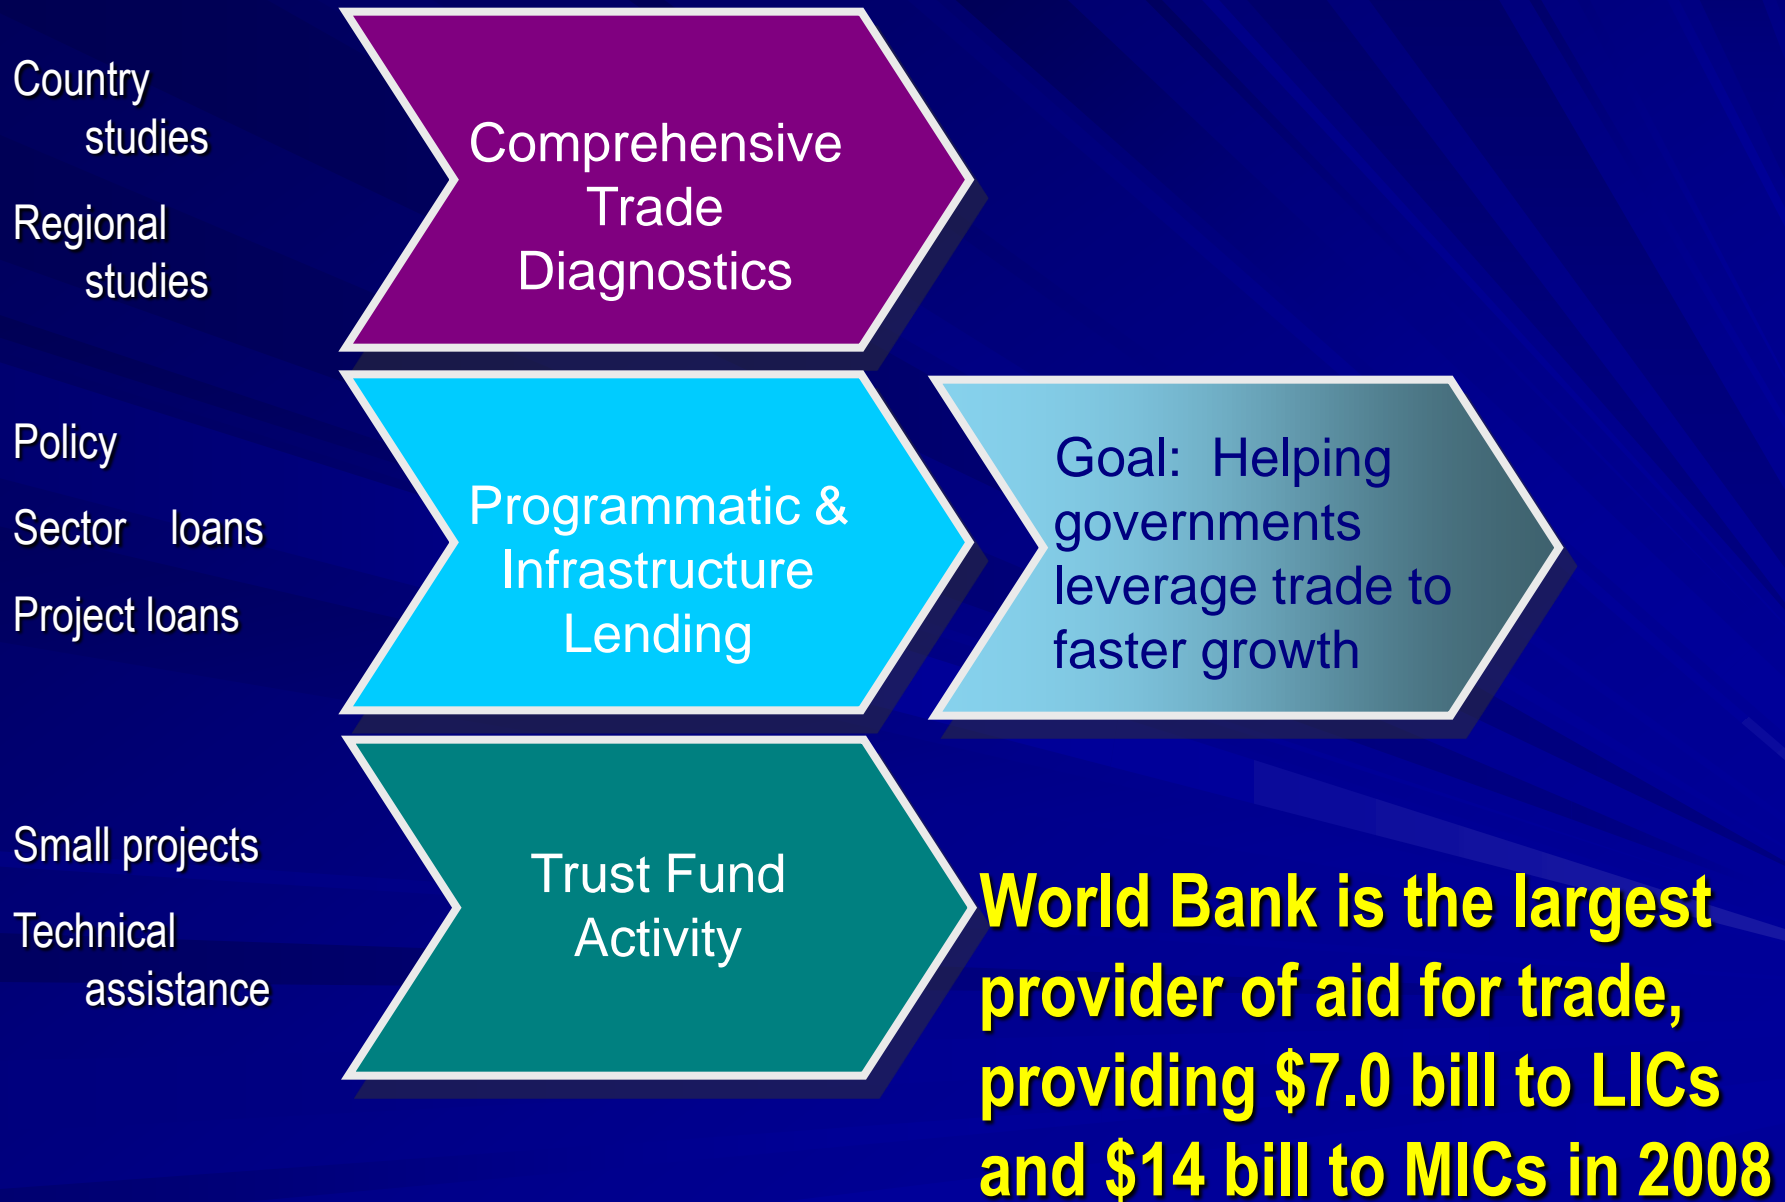 Country
studies
Regional
studies
Comprehensive
Trade
Diagnostics
Policy
Sector loans
Project loans
Programmatic &
Infrastructure
Lending
Goal: Helping
governments
leverage trade to
faster growth
Small projects
Technical
assistance
Trust Fund
Activity
World Bank is the largest
provider of aid for trade,
providing $7.0 bill to LICs
and $14 bill to MICs in 2008